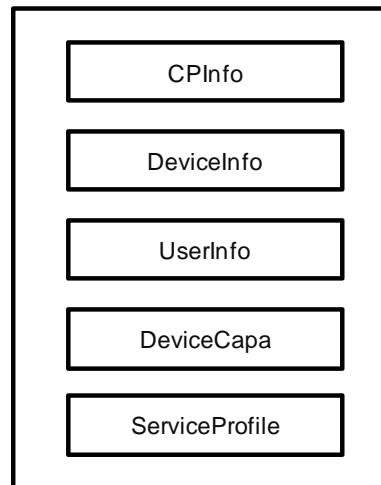 CPInfo
DeviceInfo
UserInfo
DeviceCapa
ServiceProfile